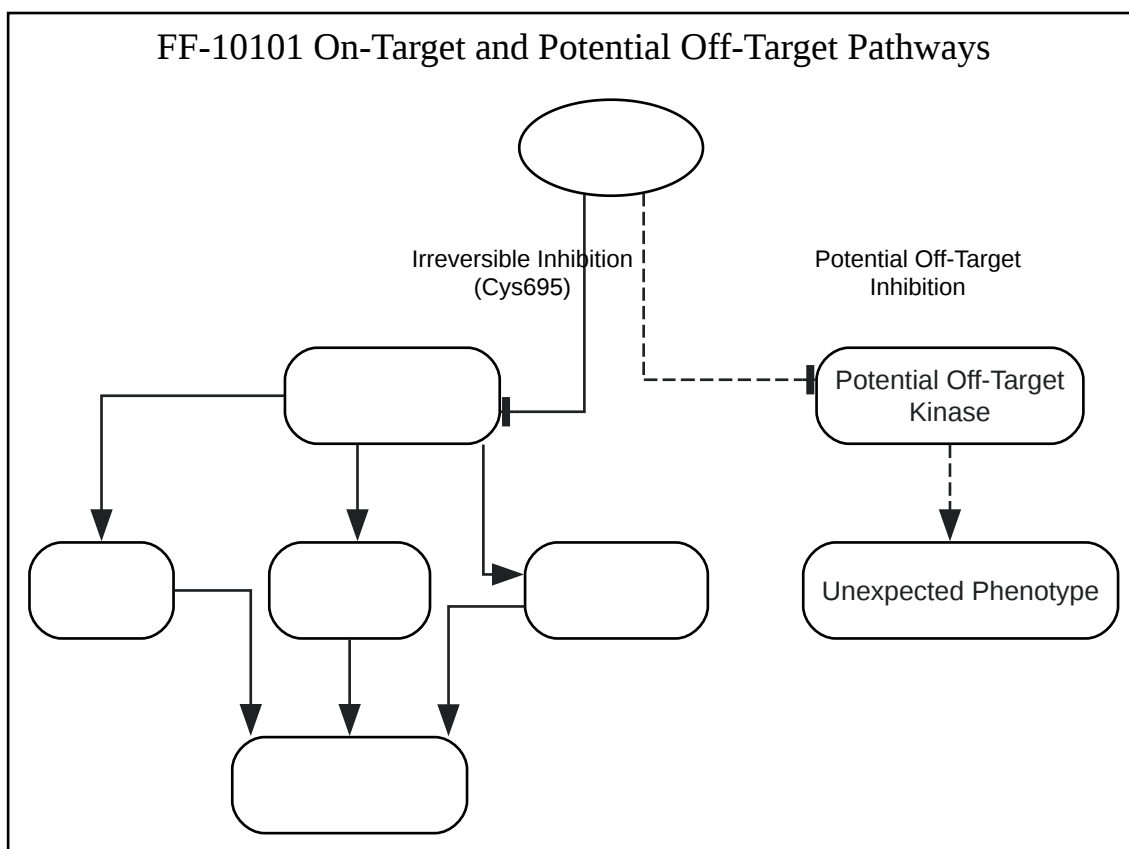 FF-10101 On-Target and Potential Off-Target Pathways
Irreversible Inhibition
(Cys695)
Potential Off-Target
Inhibition
Potential Off-Target
Kinase
Unexpected Phenotype